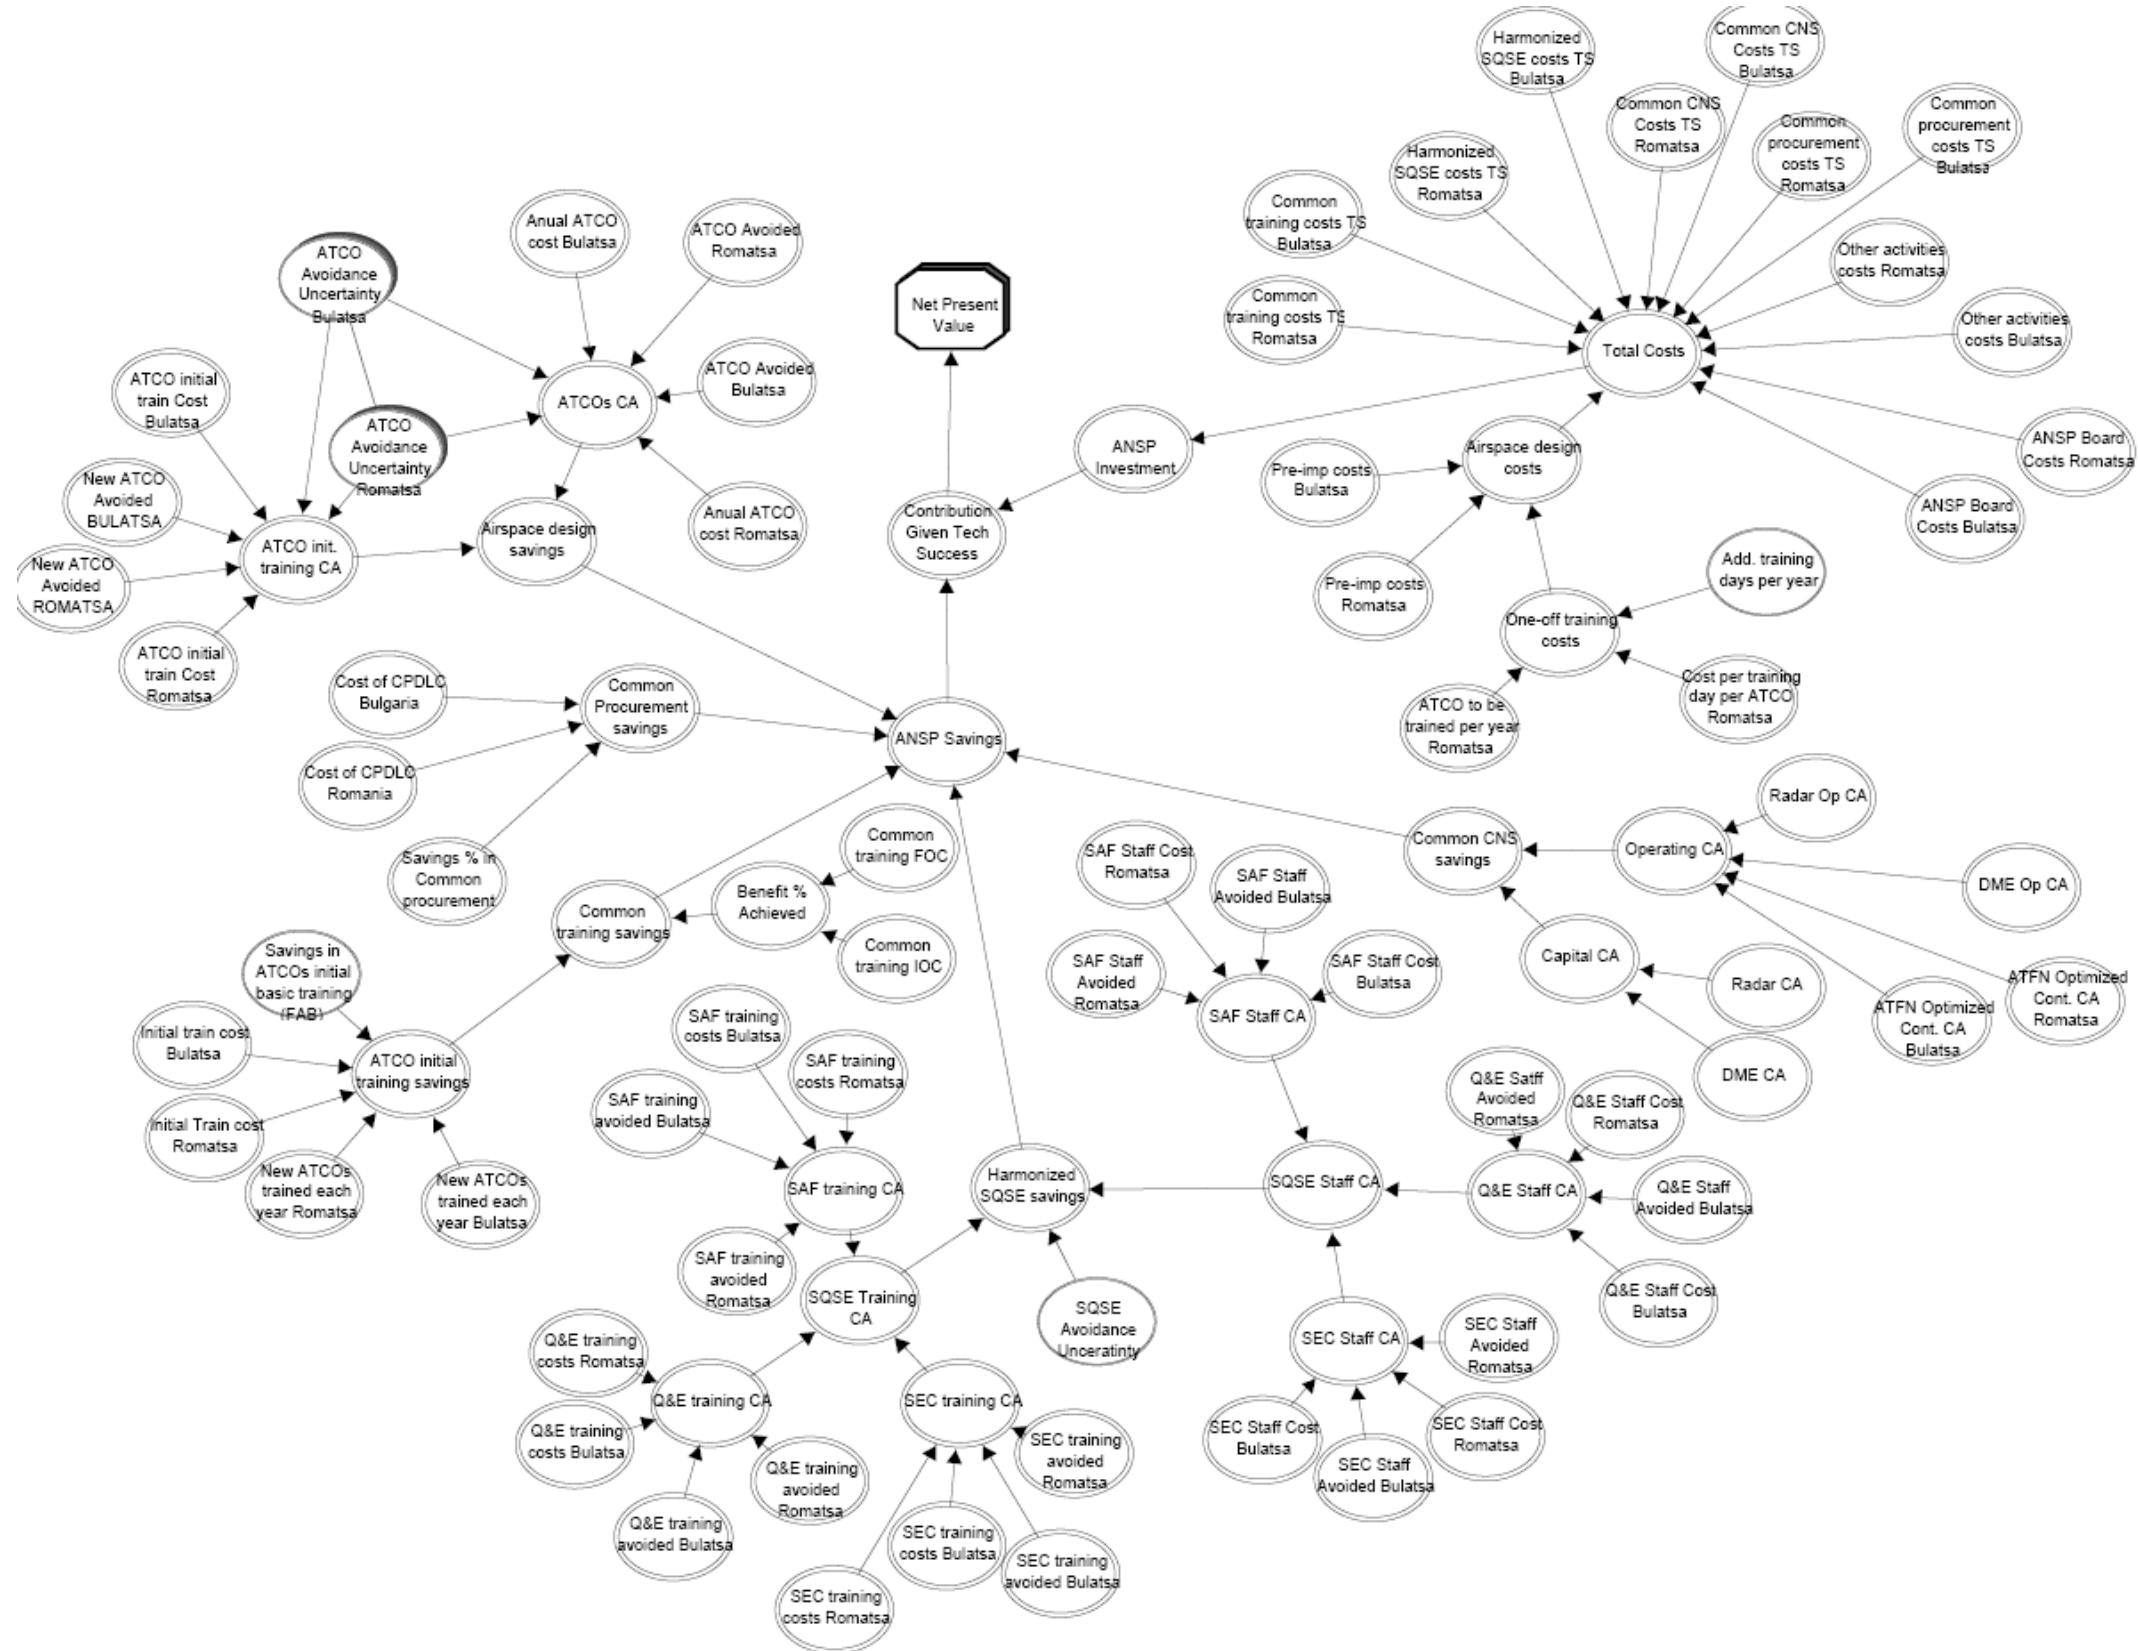 Harmonized
SQSE costs TS
Bulatsa
Common CNS
Costs TS
Bulatsa
Common CNS
Costs TS
Romatsa
Common
procurement
costs TS
Romatsa
Common
procurement
costs TS
Bulatsa
Harmonized
SQSE costs TS
Romatsa
Common
training costs TS
Bulatsa
Common
training costs TS
Romatsa
Other activities
costs Romatsa
Other activities
costs Bulatsa
Total Costs
ANSP Board
Costs Romatsa
ANSP Board
Costs Bulatsa
Anual ATCO
cost Bulatsa
ATCO Avoided
Romatsa
ATCO
Avoidance
Uncertainty
Bulatsa
ATCO Avoided
Bulatsa
ATCOs CA
ATCO initial
train Cost
Bulatsa
ATCO
Avoidance
Uncertainty
Romatsa
New ATCO
Avoided
BULATSA
New ATCO
Avoided
ROMATSA
ATCO init.
training CA
ATCO initial
train Cost
Romatsa
Airspace design
savings
Anual ATCO
cost Romatsa
Net Present
Value
ANSP
Investment
Contribution
Given Tech
Success
Airspace design
costs
Pre-imp costs
Bulatsa
Pre-imp costs
Romatsa
Add. training
days per year
One-off training
costs
ATCO to be
trained per year
Romatsa
Cost per training
day per ATCO
Romatsa
Cost of CPDLC
Bulgaria
Common
Procurement
savings
Cost of CPDLC
Romania
Savings % in
Common
procurement
ANSP Savings
Common
training FOC
Benefit %
Achieved
Common
training IOC
Common
training savings
Savings in
ATCOs initial
basic training
(FAB)
Initial train cost
Bulatsa
ATCO initial
training savings
Initial Train cost
Romatsa
New ATCOs
trained each
year Romatsa
New ATCOs
trained each
year Bulatsa
Common CNS
savings
Operating CA
Radar Op CA
DME Op CA
ATFN Optimized
Cont. CA
Romatsa
ATFN Optimized
Cont. CA
Bulatsa
Capital CA
Radar CA
DME CA
SAF Staff Cost
Romatsa
SAF Staff
Avoided Bulatsa
SAF Staff
Avoided
Romatsa
SAF Staff Cost
Bulatsa
SAF Staff CA
SAF training
costs Bulatsa
SAF training
costs Romatsa
SAF training
avoided Bulatsa
SAF training CA
SAF training
avoided
Romatsa
Harmonized
SQSE savings
SQSE Staff CA
Q&E Satff
Avoided
Romatsa
Q&E Staff Cost
Romatsa
Q&E Staff CA
Q&E Staff
Avoided Bulatsa
Q&E Staff Cost
Bulatsa
SQSE Training
CA
SQSE
Avoidance
Unceratinty
SEC Staff CA
SEC Staff
Avoided
Romatsa
SEC Staff Cost
Bulatsa
SEC Staff
Avoided Bulatsa
SEC Staff Cost
Romatsa
Q&E training
costs Romatsa
Q&E training CA
Q&E training
costs Bulatsa
Q&E training
avoided Bulatsa
Q&E training
avoided
Romatsa
SEC training CA
SEC training
avoided
Romatsa
SEC training
costs Bulatsa
SEC training
avoided Bulatsa
SEC training
costs Romatsa